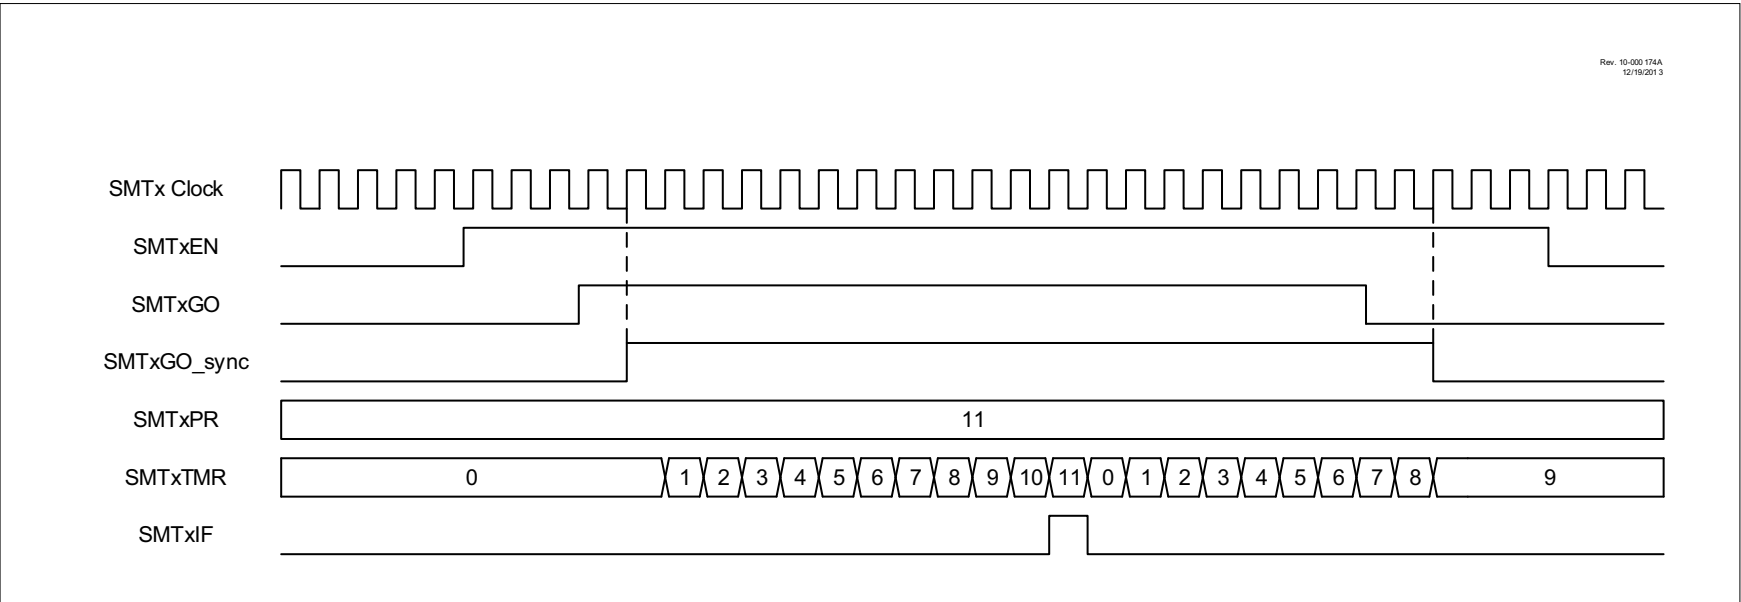 Rev. 10-000 174A
12/19/201 3
SMTx Clock
SMTxEN
SMTxGO
SMTxGO_sync
SMTxPR 11
SMTxTMR 0 1 2 3 4 5 6 7 8 9 10 11 0 1 2 3 4 5 6 7 8 9
SMTxIF